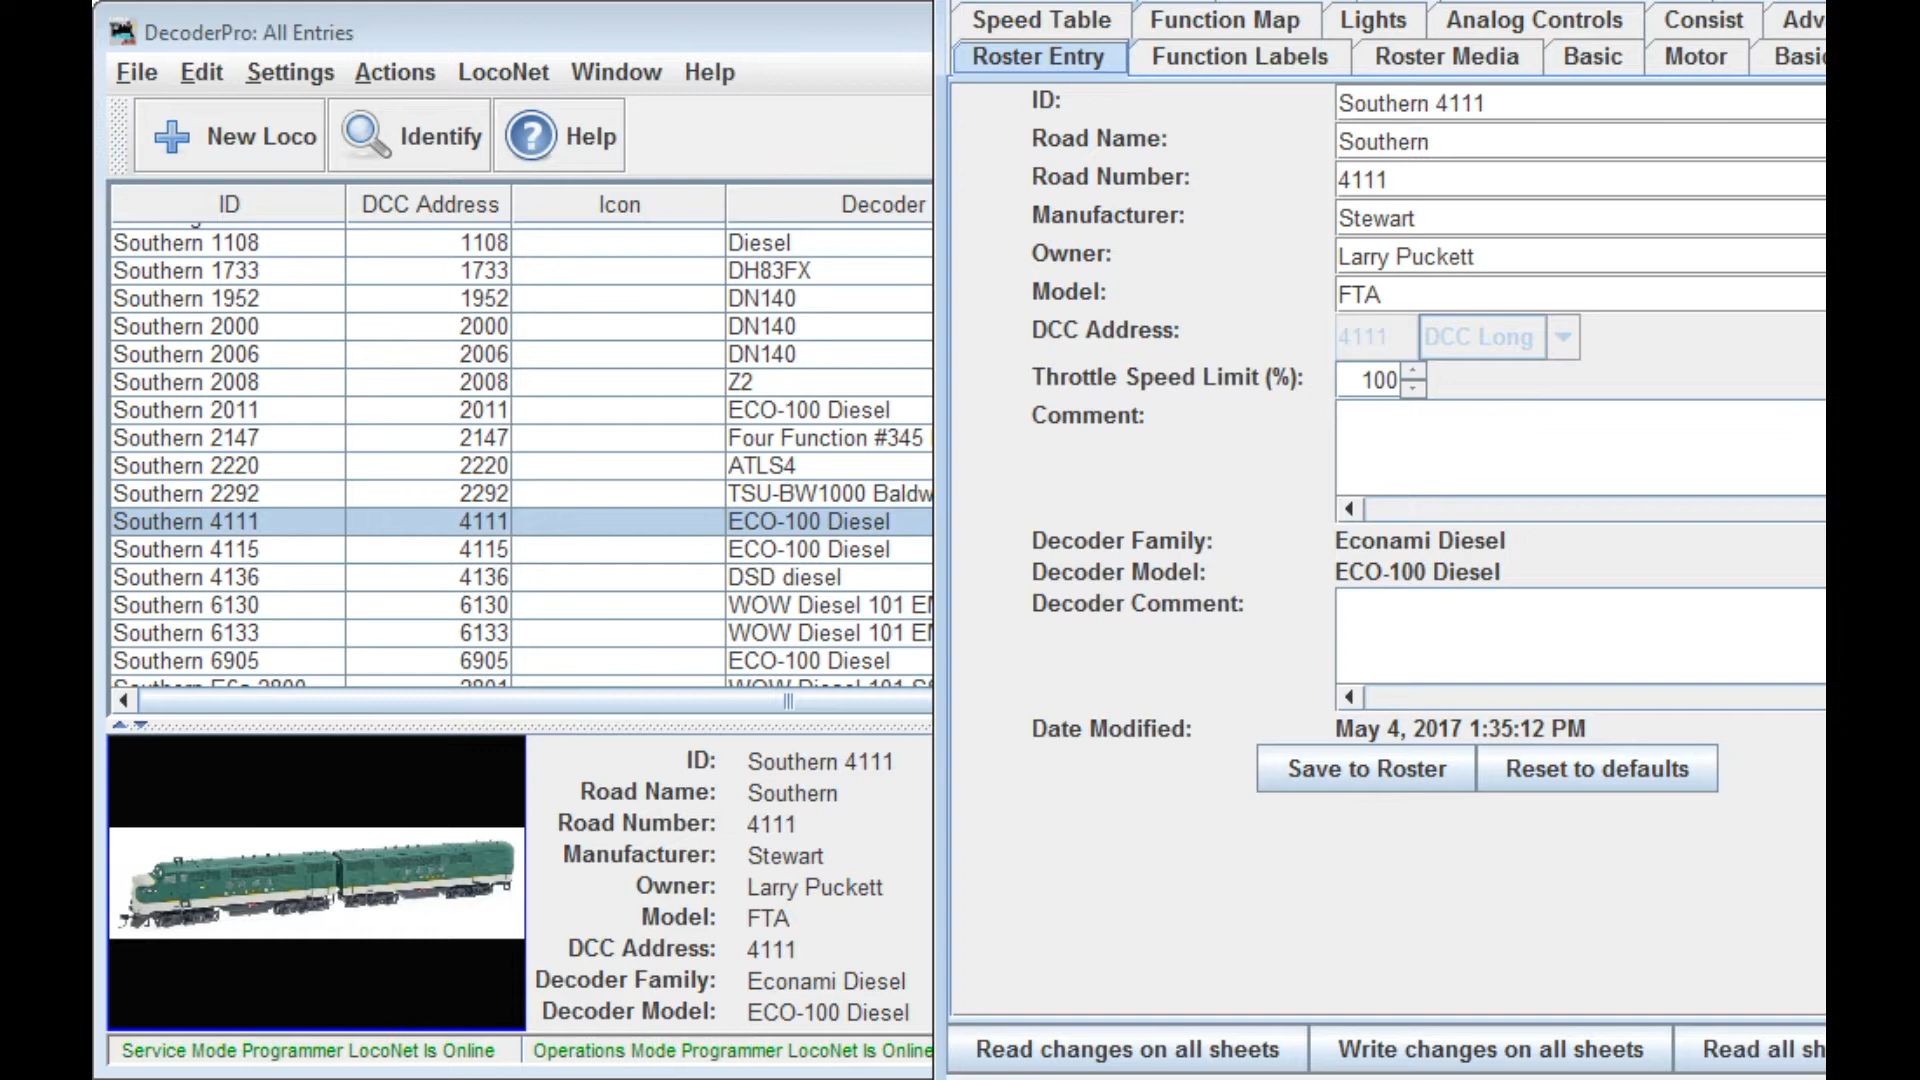 DecoderPro: All Entries
File Edit Settings Actions LocoNet Window Help
New Loco Identify Help
ID DCC Address Icon Decoder
Southern 1108 1108 Diesel
Southern 1733 1733 DH83FX
Southern 1952 1952 DN140
Southern 2000 2000 DN140
Southern 2006 2006 DN140
Southern 2008 2008 Z2
Southern 2011 2011 ECO-100 Diesel
Southern 2147 2147 Four Function #345
Southern 2220 2220 ATLS4
Southern 2292 2292 TSU-BW1000 Baldw
Southern 4111 4111 ECO-100 Diesel
Southern 4115 4115 ECO-100 Diesel
Southern 4136 4136 DSD diesel
Southern 6130 6130 WOW Diesel 101
Southern 6133 6133 WOW Diesel 101
Southern 6905 6905 ECO-100 Diesel
ID: Southern 4111
Road Name: Southern
Road Number: 4111
Manufacturer: Stewart
Owner: Larry Puckett
Model: FTA
DCC Address: 4111
Decoder Family: Econami Diesel
Decoder Model: ECO-100 Diesel
Service Mode Programmer LocoNet Is Online Operations Mode Programmer LocoNet Is Online
Speed Table Function Map Lights Analog Controls Consist Adv
Roster Entry Function Labels Roster Media Basic Motor Basic
ID: Southern 4111
Road Name: Southern
Road Number: 4111
Manufacturer: Stewart
Owner: Larry Puckett
Model: FTA
DCC Address: 4111 DCC Long
Throttle Speed Limit (%): 100
Comment:
Decoder Family: Econami Diesel
Decoder Model: ECO-100 Diesel
Decoder Comment:
Date Modified: May 4, 2017 1:35:12 PM
Save to Roster Reset to defaults
Read changes on all sheets Write changes on all sheets Read all sh